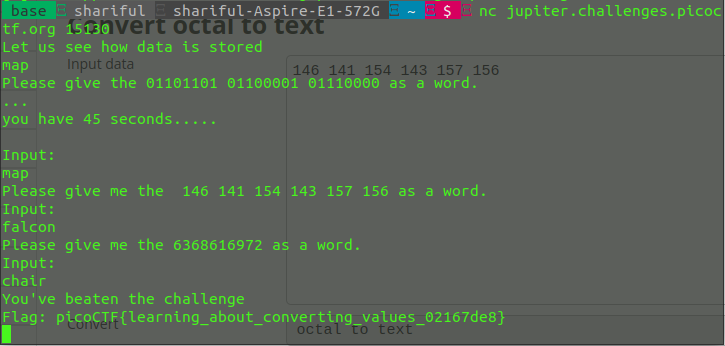 base shariful shariful-Aspire-E1-572G ~ $ nc jupiter.challenges.picoc
Convert octal to text
tf.org 15130
Let us see how data is stored
map
Input data
146 141 154 143 157 156
Please give the 01101101 01100001 01110000 as a word.
...
you have 45 seconds.....
Input:
map
Please give me the  146 141 154 143 157 156 as a word.
Input:
falcon
Please give me the 6368616972 as a word.
Input:
chair
You've beaten the challenge
Flag: picoCTF{learning_about_converting_values_02167de8}
Convert
octal to text